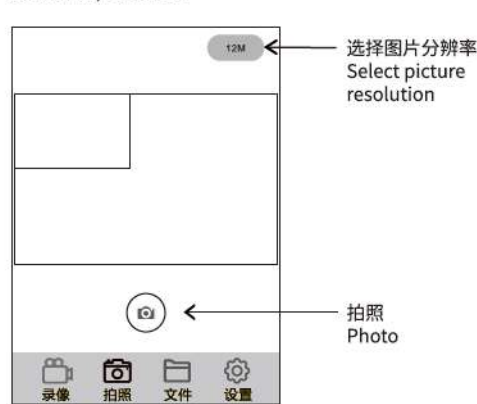 12M
选择图片分辨率
Select picture
resolution
拍照
Photo
录像 拍照 文件 设置